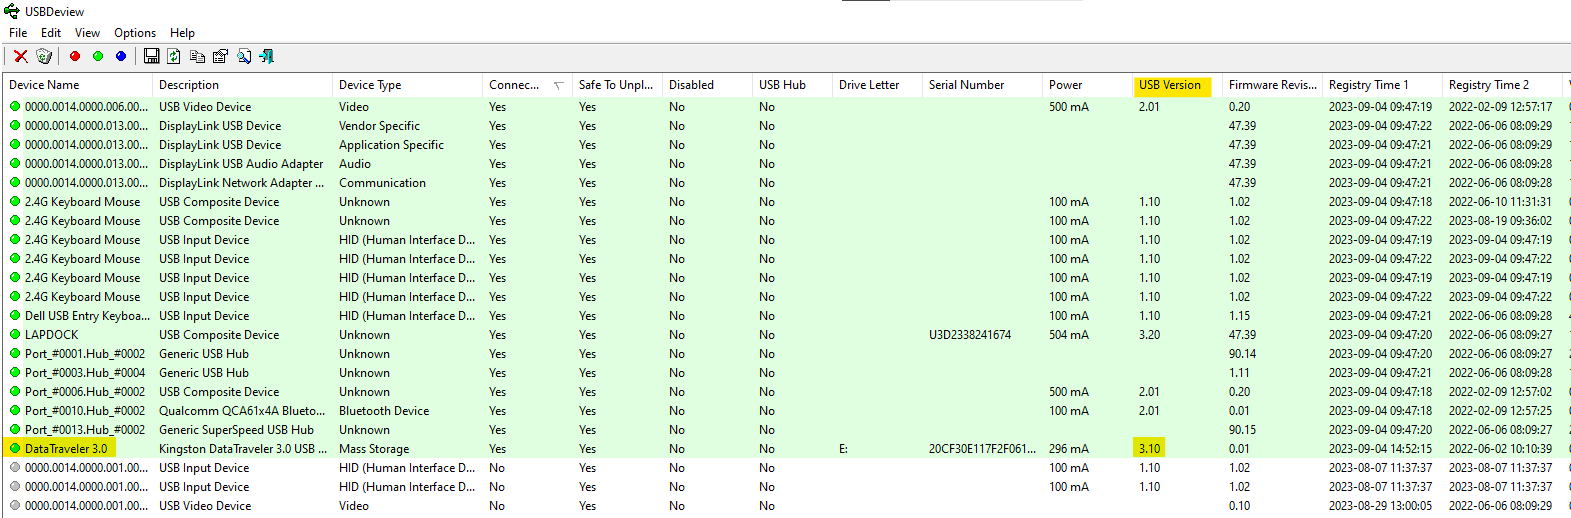 USBDeview
File Edit View Options Help
Device Name Description Device Type Connec... Safe To Unpl... Disabled USB Hub Drive Letter Serial Number Power USB Version Firmware Revis... Registry Time 1 Registry Time 2
0000.0014.0000.006.00... USB Video Device Video Yes Yes No No 500 mA 2.01 0.20 2023-09-04 09:47:19 2022-02-09 12:57:17
0000.0014.0000.013.00... DisplayLink USB Device Vendor Specific Yes Yes No No 47.39 2023-09-04 09:47:22 2022-06-06 08:09:29
0000.0014.0000.013.00... DisplayLink USB Device Application Specific Yes Yes No No 47.39 2023-09-04 09:47:21 2022-06-06 08:09:29
0000.0014.0000.013.00... DisplayLink USB Audio Adapter Audio Yes Yes No No 47.39 2023-09-04 09:47:21 2022-06-06 08:09:28
0000.0014.0000.013.00... DisplayLink Network Adapter ... Communication Yes Yes No No 47.39 2023-09-04 09:47:21 2022-06-06 08:09:28
2.4G Keyboard Mouse USB Composite Device Unknown Yes Yes No No 100 mA 1.10 1.02 2023-09-04 09:47:18 2022-06-10 11:31:31
2.4G Keyboard Mouse USB Composite Device Unknown Yes Yes No No 100 mA 1.10 1.02 2023-09-04 09:47:22 2023-08-19 09:36:02
2.4G Keyboard Mouse USB Input Device HID (Human Interface D... Yes Yes No No 100 mA 1.10 1.02 2023-09-04 09:47:19 2023-09-04 09:47:19
2.4G Keyboard Mouse USB Input Device HID (Human Interface D... Yes Yes No No 100 mA 1.10 1.02 2023-09-04 09:47:22 2023-09-04 09:47:22
2.4G Keyboard Mouse USB Input Device HID (Human Interface D... Yes Yes No No 100 mA 1.10 1.02 2023-09-04 09:47:19 2023-09-04 09:47:19
2.4G Keyboard Mouse USB Input Device HID (Human Interface D... Yes Yes No No 100 mA 1.10 1.02 2023-09-04 09:47:22 2023-09-04 09:47:22
Dell USB Entry Keyboa... USB Input Device HID (Human Interface D... Yes Yes No No 100 mA 1.10 1.15 2023-09-04 09:47:21 2022-06-06 08:09:28
LAPDOCK USB Composite Device Unknown Yes Yes No No U3D2338241674 504 mA 3.20 47.39 2023-09-04 09:47:20 2022-06-06 08:09:27
Port_#0001.Hub_#0002 Generic USB Hub Unknown Yes Yes No No 90.14 2023-09-04 09:47:20 2022-06-06 08:09:27
Port_#0003.Hub_#0004 Generic USB Hub Unknown Yes Yes No No 1.11 2023-09-04 09:47:21 2022-06-06 08:09:28
Port_#0006.Hub_#0002 USB Composite Device Unknown Yes Yes No No 500 mA 2.01 0.20 2023-09-04 09:47:18 2022-02-09 12:57:02
Port_#0010.Hub_#0002 Qualcomm QCA61x4A Blueto... Bluetooth Device Yes Yes No No 100 mA 2.01 0.01 2023-09-04 09:47:18 2022-02-09 12:57:25
Port_#0013.Hub_#0002 Generic SuperSpeed USB Hub Unknown Yes Yes No No 90.15 2023-09-04 09:47:20 2022-06-06 08:09:27
DataTraveler 3.0 Kingston DataTraveler 3.0 USB ... Mass Storage Yes Yes No No E: 20CF30E117F2F061... 296 mA 3.10 0.01 2023-09-04 14:52:15 2022-06-02 10:10:39
0000.0014.0000.001.00... USB Input Device HID (Human Interface D... No Yes No No 100 mA 1.10 1.02 2023-08-07 11:37:37 2023-08-07 11:37:37
0000.0014.0000.001.00... USB Input Device HID (Human Interface D... No Yes No No 100 mA 1.10 1.02 2023-08-07 11:37:37 2023-08-07 11:37:37
0000.0014.0000.001.00... USB Video Device Video No Yes No No 0.10 2023-08-29 13:00:05 2022-06-06 08:09:29